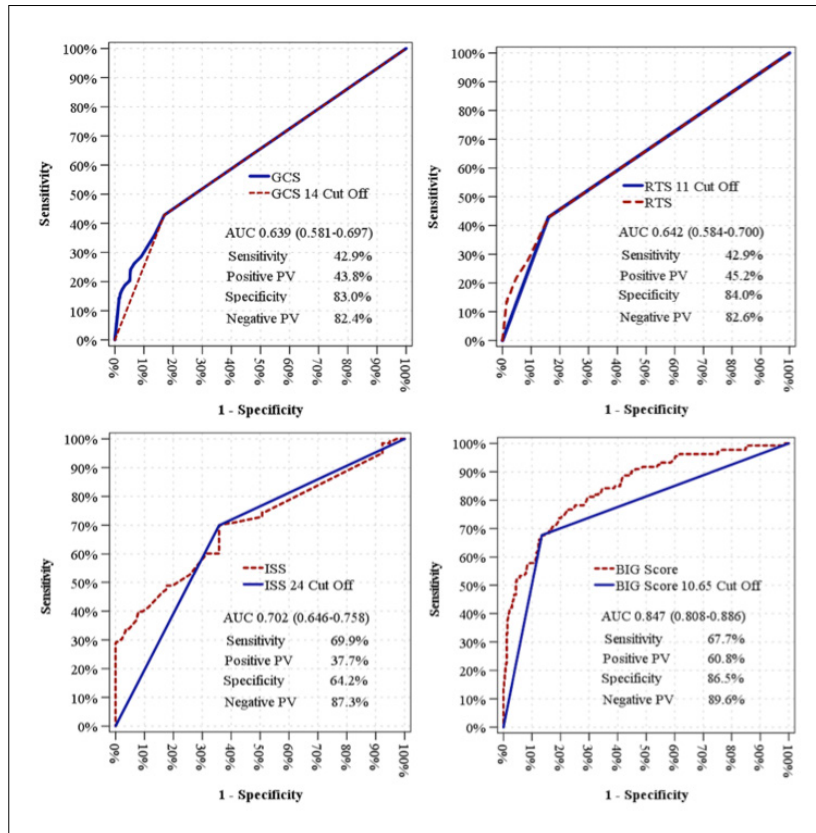 100%
90%
80%
70%
60%
50%
40%
30%
20%
10%
0%
Sensitivity
GCS
GCS 14 Cut Off
AUC 0.639 (0.581-0.697)
Sensitivity 42.9%
Positive PV 43.8%
Specificity 83.0%
Negative PV 82.4%
0%
10%
20%
30%
40%
50%
60%
70%
80%
90%
100%
1 - Specificity
100%
90%
80%
70%
60%
50%
40%
30%
20%
10%
0%
Sensitivity
RTS 11 Cut Off
RTS
AUC 0.642 (0.584-0.700)
Sensitivity 42.9%
Positive PV 45.2%
Specificity 84.0%
Negative PV 82.6%
0%
10%
20%
30%
40%
50%
60%
70%
80%
90%
100%
1 - Specificity
100%
90%
80%
70%
60%
50%
40%
30%
20%
10%
0%
Sensitivity
ISS
ISS 24 Cut Off
AUC 0.702 (0.646-0.758)
Sensitivity 69.9%
Positive PV 37.7%
Specificity 64.2%
Negative PV 87.3%
0%
10%
20%
30%
40%
50%
60%
70%
80%
90%
100%
1 - Specificity
100%
90%
80%
70%
60%
50%
40%
30%
20%
10%
0%
Sensitivity
BIG Score
BIG Score 10.65 Cut Off
AUC 0.847 (0.808-0.886)
Sensitivity 67.7%
Positive PV 60.8%
Specificity 86.5%
Negative PV 89.6%
0%
10%
20%
30%
40%
50%
60%
70%
80%
90%
100%
1 - Specificity